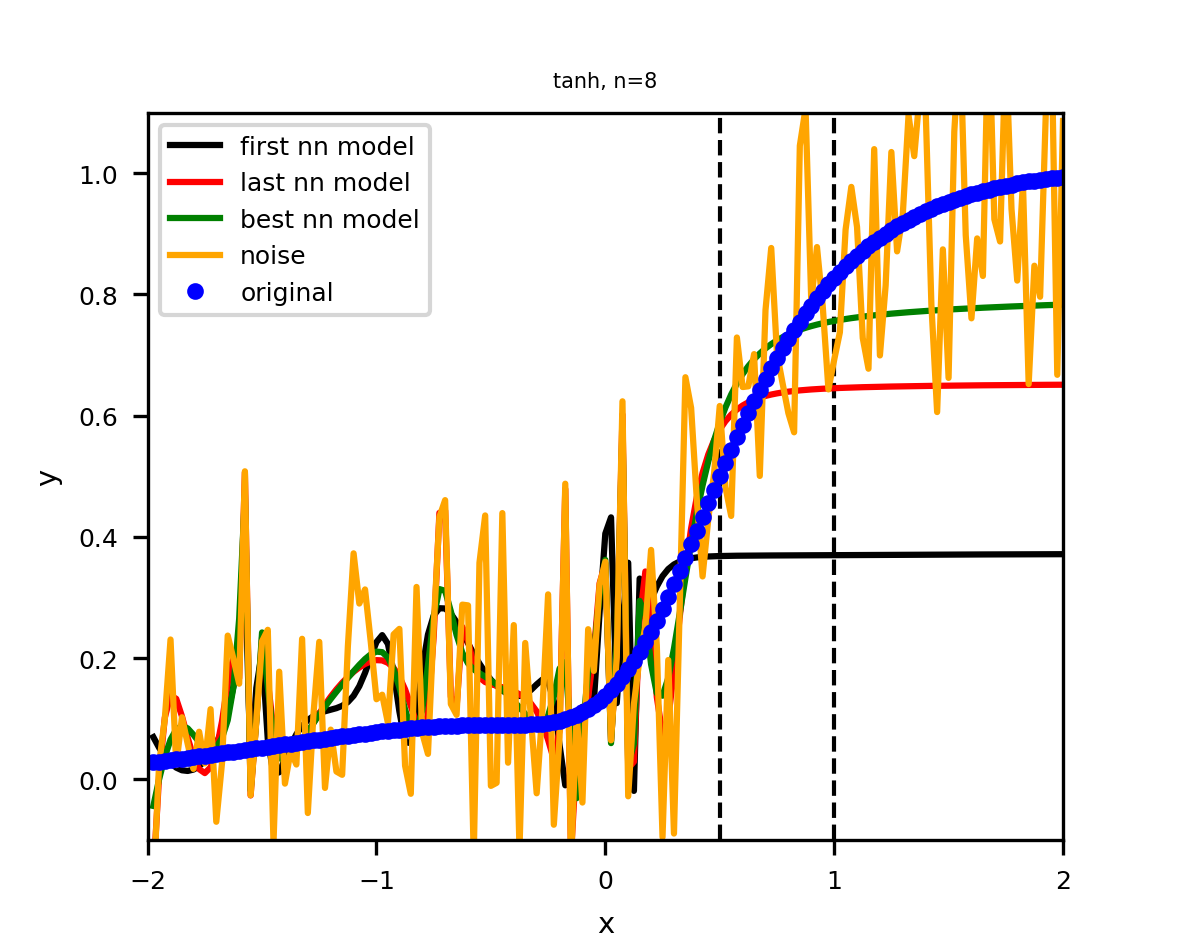 tanh, n=8
first nn model
last nn model
best nn model
noise
original
1.0
0.8
0.6
0.4
0.2
0.0
y
−2
−1
0
1
2
x